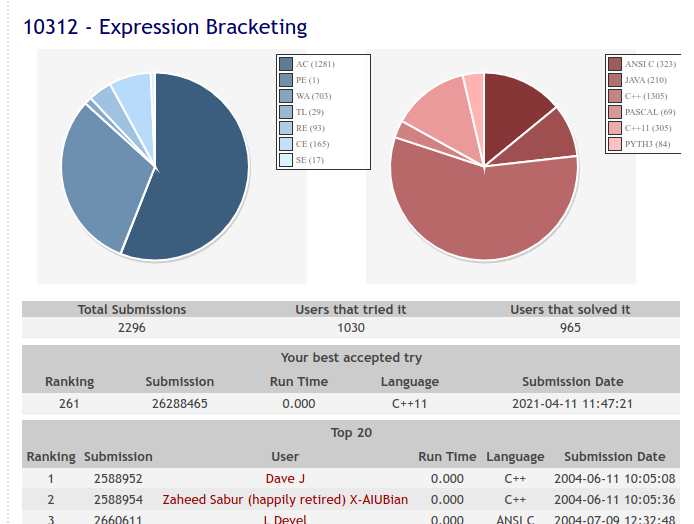 10312 - Expression Bracketing
AC (1281)
PE (1)
WA (703)
TL (29)
RE (93)
CE (165)
SE (17)
ANSI C (323)
JAVA (210)
C++ (1305)
PASCAL (69)
C++11 (305)
PYTH3 (84)
Total Submissions Users that tried it Users that solved it
2296 1030 965
Your best accepted try
Ranking Submission Run Time Language Submission Date
261 26288465 0.000 C++11 2021-04-11 11:47:21
Top 20
Ranking Submission User Run Time Language Submission Date
1 2588952 Dave J 0.000 C++ 2004-06-11 10:05:08
2 2588954 Zaheed Sabur (happily retired) X-AIUBian 0.000 C++ 2004-06-11 10:05:36
3 2660611 L Devel 0.000 ANSI C 2004-07-09 12:32:48